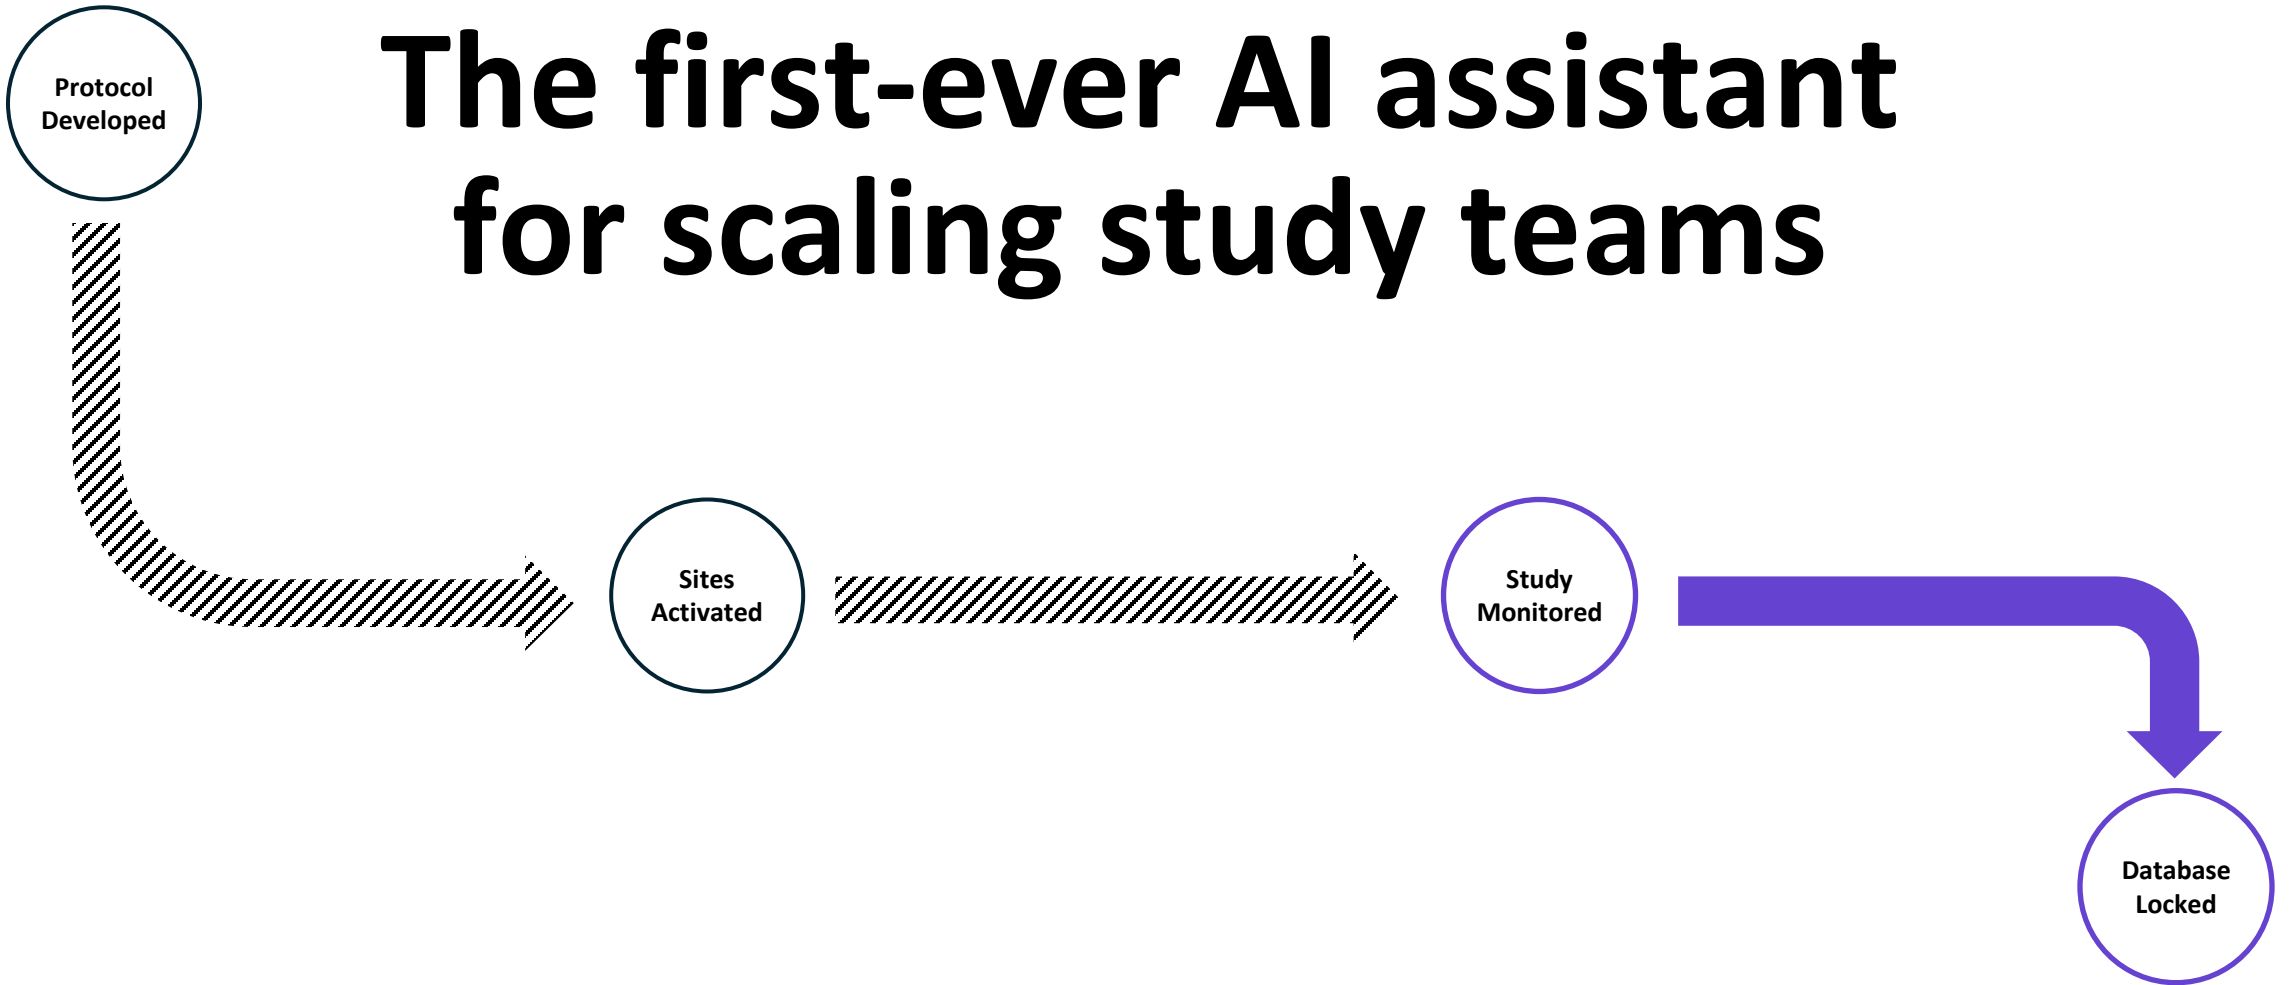 The first-ever AI assistant
for scaling study teams
Protocol
Developed
Sites
Activated
Study
Monitored
Database
Locked